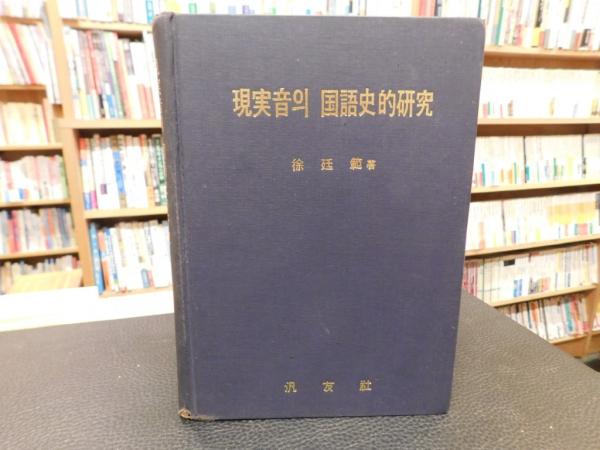 現実音의 国語史的研究
徐廷範 著
汎友社